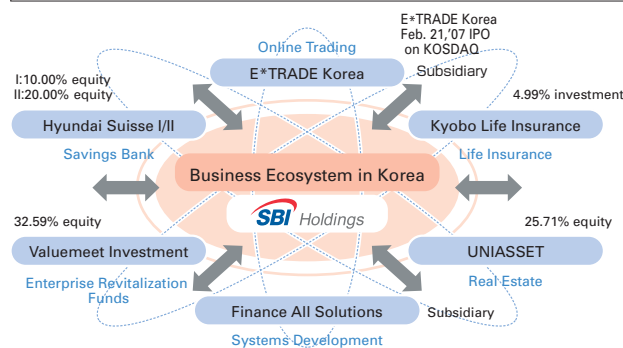 E*TRADE Korea
Feb. 21,'07 IPO
on KOSDAQ
Online Trading
E*TRADE Korea
Subsidiary
I:10.00% equity
II:20.00% equity
4.99% investment
Hyundai Suisse I/II
Kyobo Life Insurance
Savings Bank
Life Insurance
Business Ecosystem in Korea
SBI Holdings
32.59% equity
25.71% equity
Valuemeet Investment
UNIASSET
Enterprise Revitalization
Funds
Real Estate
Finance All Solutions
Subsidiary
Systems Development